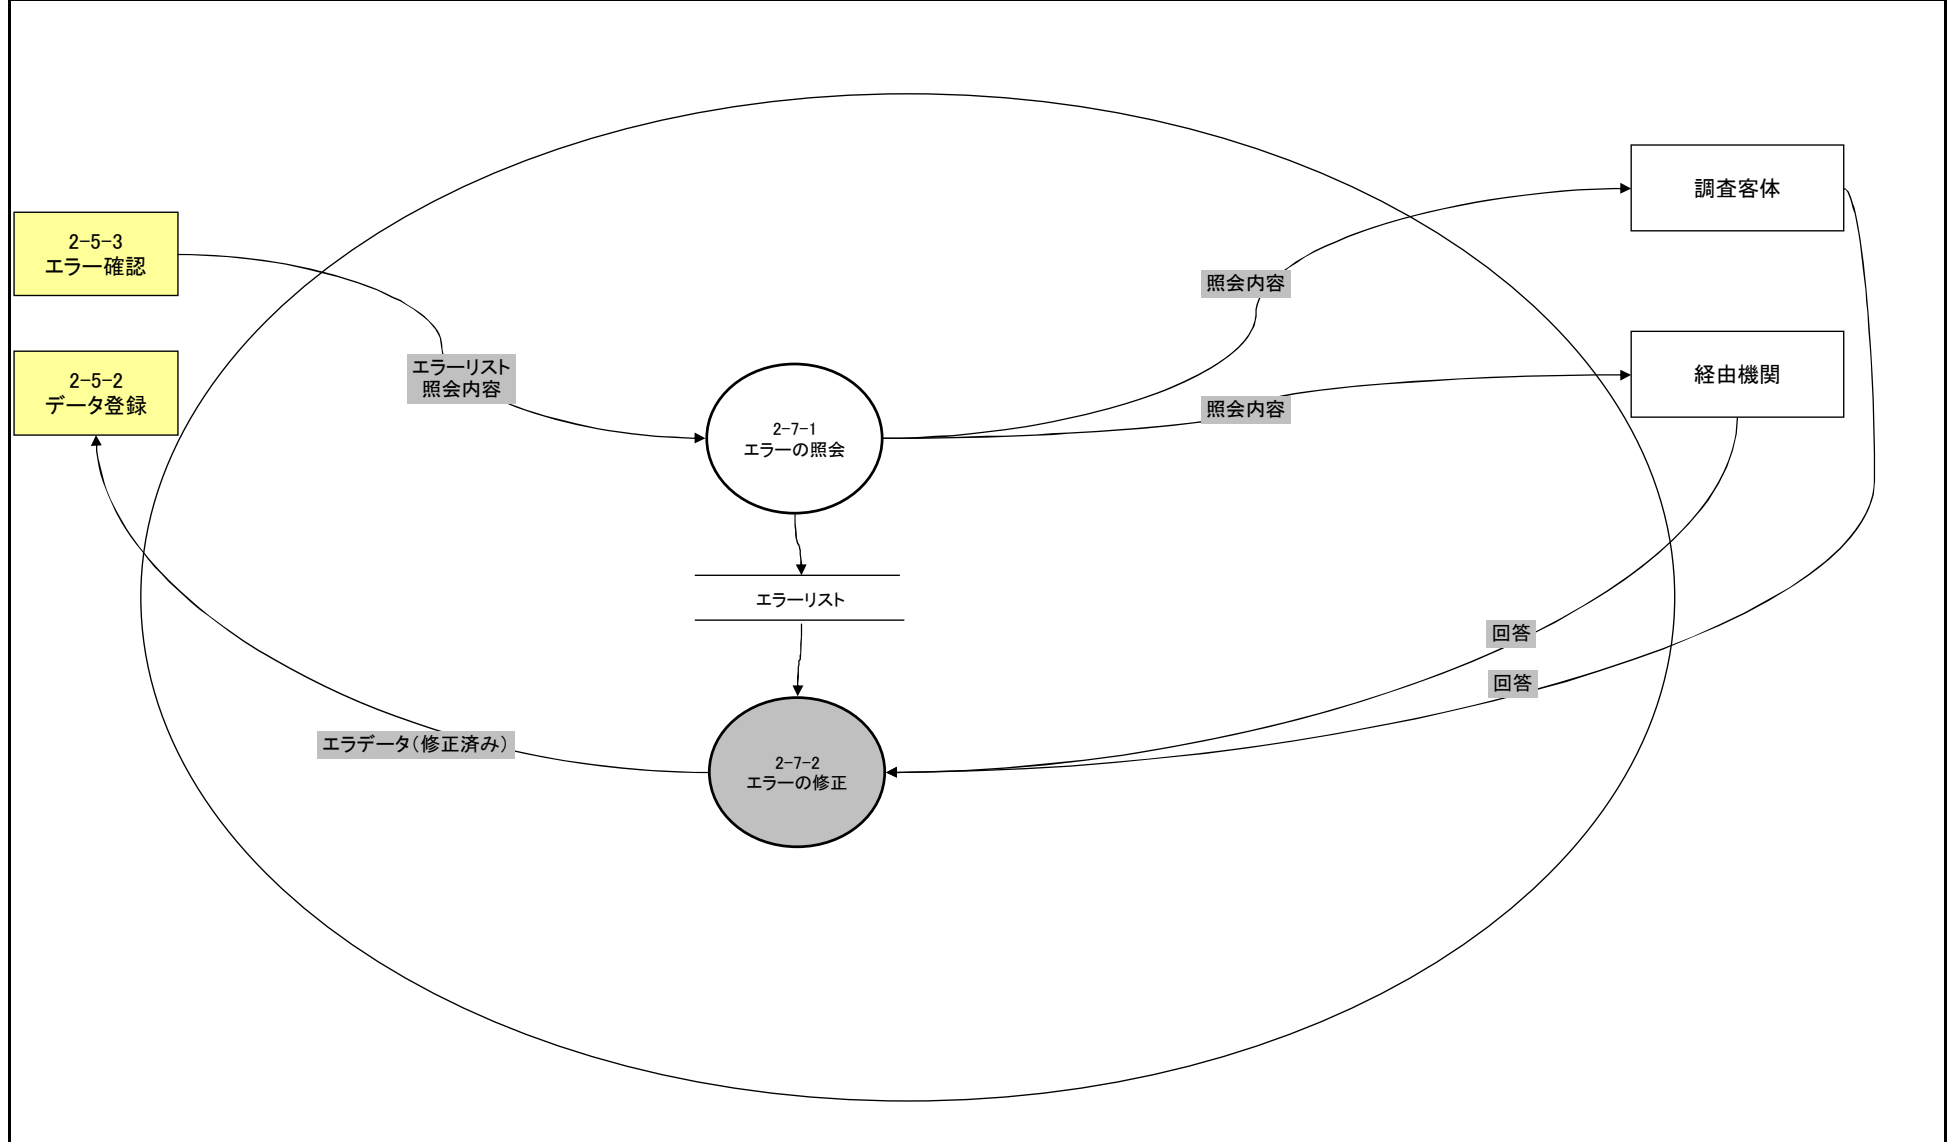 調査客体
2-5-3
エラー確認
照会内容
エラーリスト
照会内容
2-5-2
データ登録
経由機関
照会内容
2-7-1
エラーの照会
エラーリスト
回答
回答
エラデータ(修正済み)
2-7-2
エラーの修正